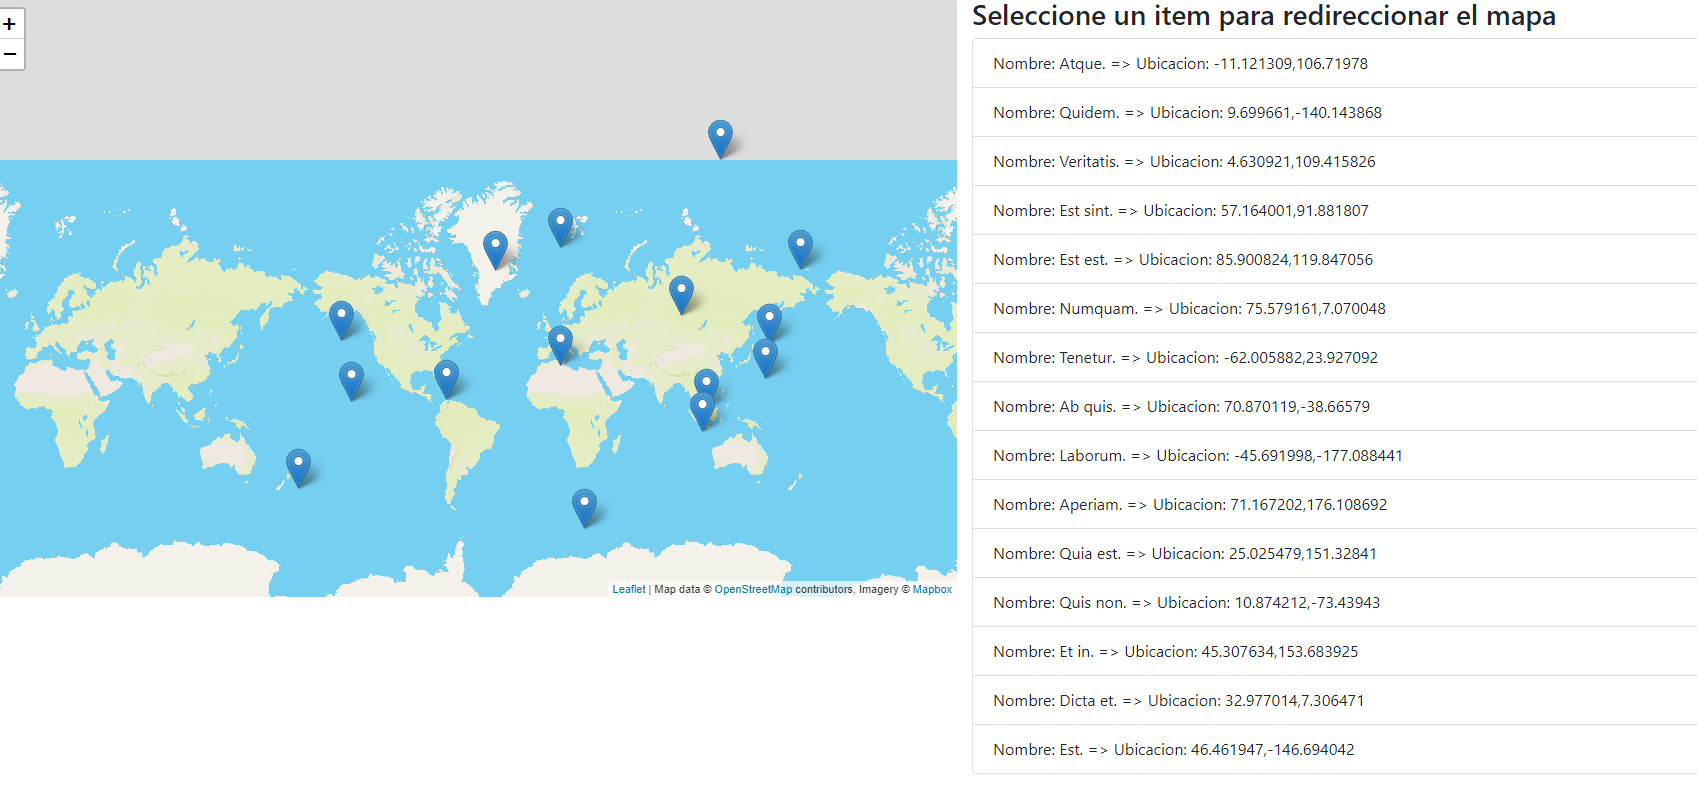 +
−
Seleccione un item para redireccionar el mapa
Nombre: Atque. => Ubicacion: -11.121309,106.71978
Nombre: Quidem. => Ubicacion: 9.699661,-140.143868
Nombre: Veritatis. => Ubicacion: 4.630921,109.415826
Nombre: Est sint. => Ubicacion: 57.164001,91.881807
Nombre: Est est. => Ubicacion: 85.900824,119.847056
Nombre: Numquam. => Ubicacion: 75.579161,7.070048
Nombre: Tenetur. => Ubicacion: -62.005882,23.927092
Nombre: Ab quis. => Ubicacion: 70.870119,-38.66579
Nombre: Laborum. => Ubicacion: -45.691998,-177.088441
Nombre: Aperiam. => Ubicacion: 71.167202,176.108692
Nombre: Quia est. => Ubicacion: 25.025479,151.32841
Nombre: Quis non. => Ubicacion: 10.874212,-73.43943
Nombre: Et in. => Ubicacion: 45.307634,153.683925
Nombre: Dicta et. => Ubicacion: 32.977014,7.306471
Nombre: Est. => Ubicacion: 46.461947,-146.694042
Leaflet | Map data © OpenStreetMap contributors, Imagery © Mapbox